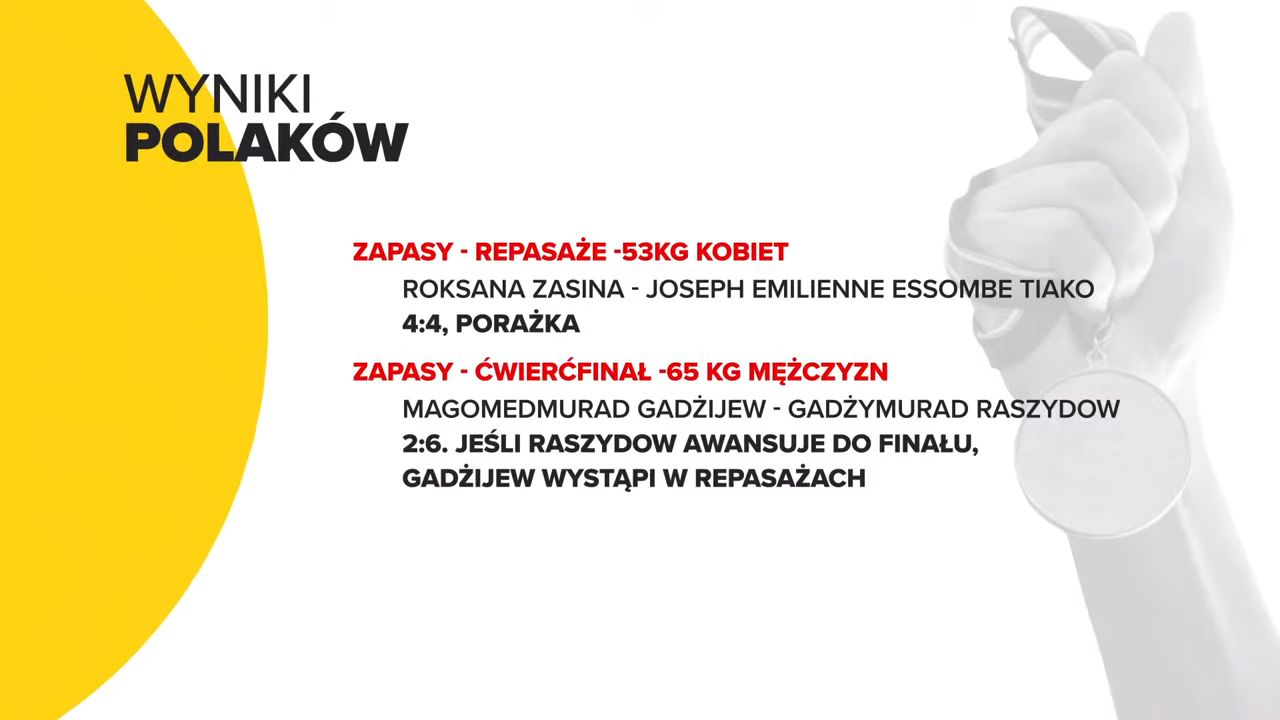 WYNIKI
POLAKÓW
ZAPASY - REPASAŻE -53KG KOBIET
ROKSANA ZASINA - JOSEPH EMILIENNE ESSOMBE TIAKO
4:4, PORAŻKA
ZAPASY - ĆWIERĆFINAŁ -65 KG MĘŻCZYZN
MAGOMEDMURAD GADŻIJEW - GADŻYMURAD RASZYDOW
2:6. JEŚLI RASZYDOW AWANSUJE DO FINAŁU,
GADŻIJEW WYSTĄPI W REPASAŻACH